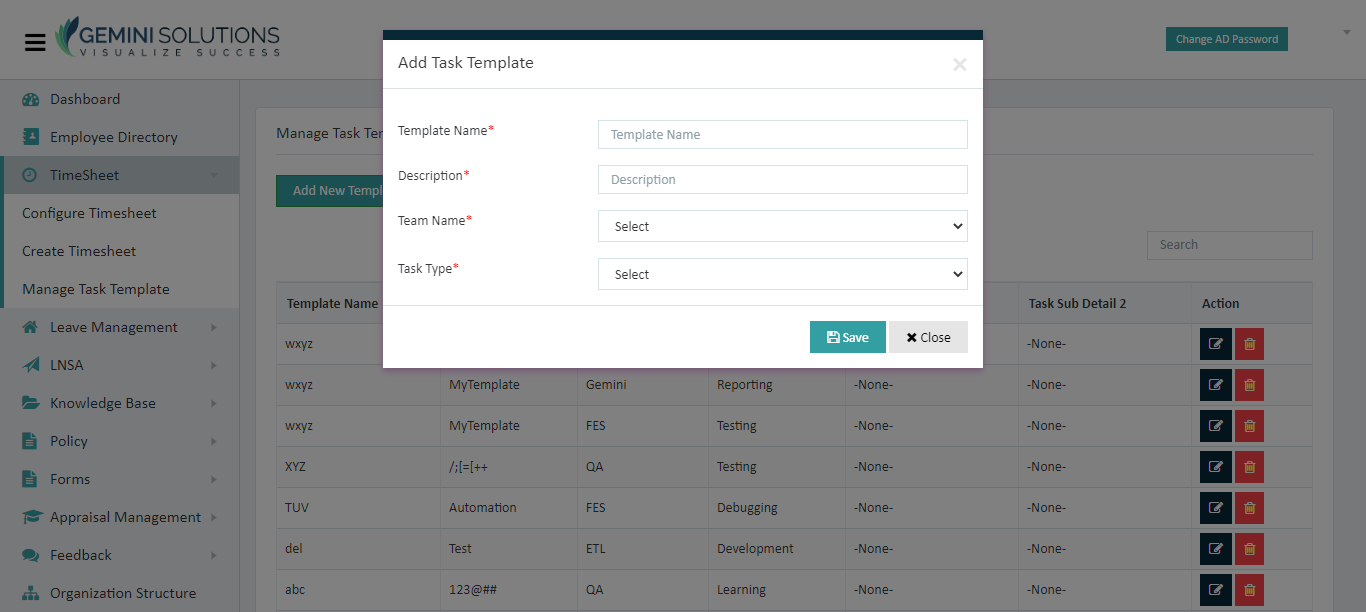 GEMINI SOLUTIONS
VISUALIZE SUCCESS
Change AD Password
Dashboard
Employee Directory
TimeSheet
Configure Timesheet
Create Timesheet
Manage Task Template
Leave Management
LNSA
Knowledge Base
Policy
Forms
Appraisal Management
Feedback
Organization Structure
Manage Task Ter
Add New Templ
Search
Add Task Template
Template Name* Template Name
Description* Description
Team Name* Select
Task Type* Select
Save Close
Template Name Task Sub Detail 2 Action
wxyz -None-
wxyz MyTemplate Gemini Reporting -None- -None-
wxyz MyTemplate FES Testing -None- -None-
XYZ /;[=[++ QA Testing -None- -None-
TUV Automation FES Debugging -None- -None-
del Test ETL Development -None- -None-
abc 123@## QA Learning -None- -None-